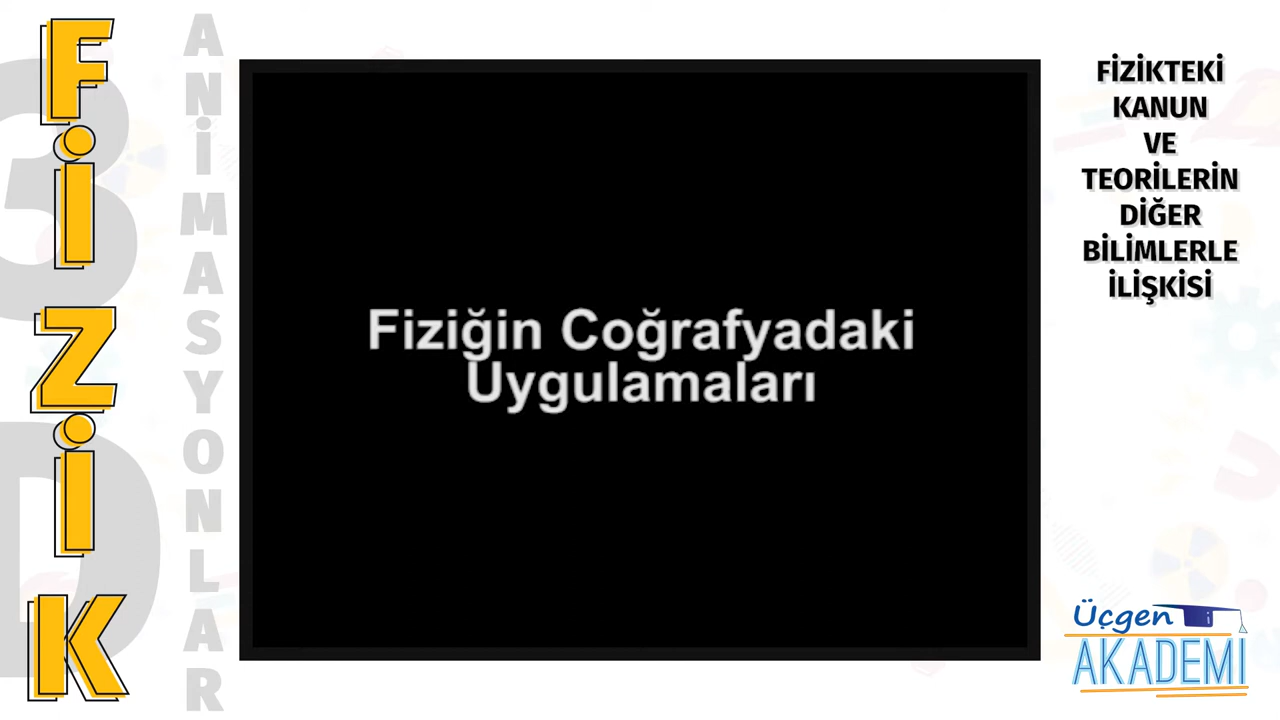 FİZİK
3D
ANİMASYONLAR
Fiziğin Coğrafyadaki
Uygulamaları
FİZİKTEKİ
KANUN
VE
TEORİLERİN
DİĞER
BİLİMLERLE
İLİŞKİSİ
Üçgen
AKADEMİ